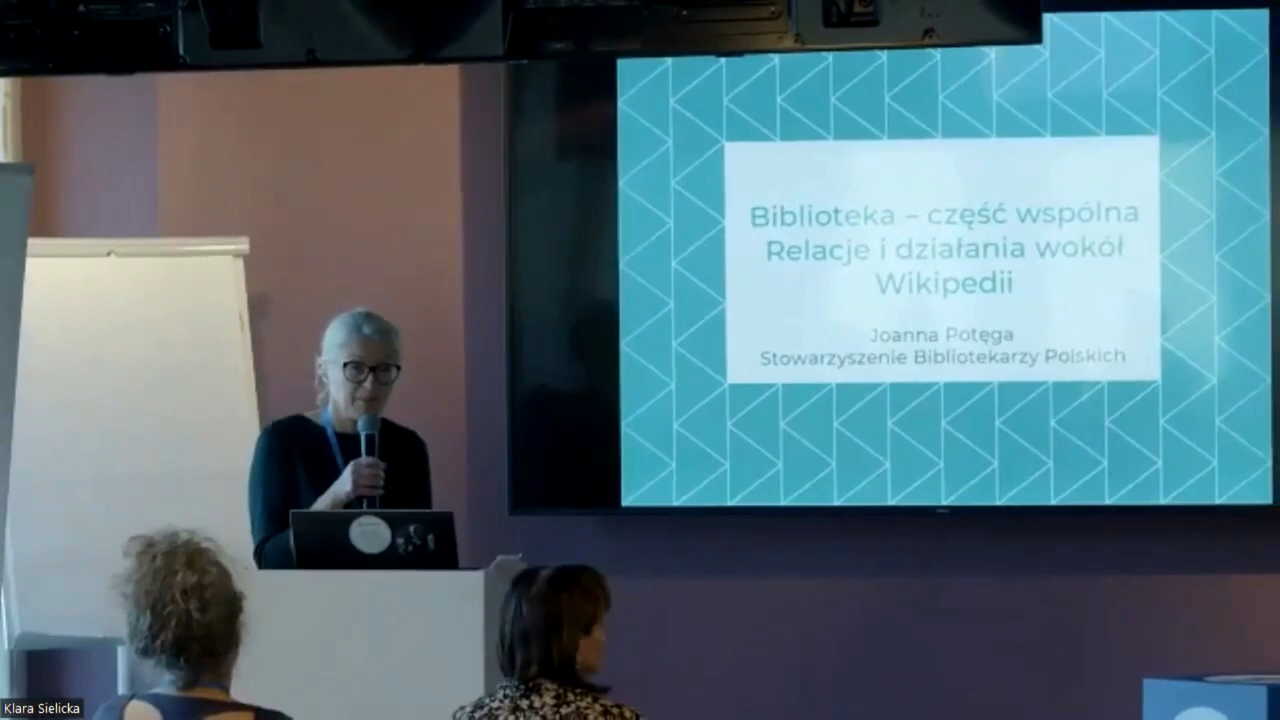 Biblioteka – część wspólna
Relacje i działania wokół
Wikipedii
Joanna Potęga
Stowarzyszenie Bibliotekarzy Polskich
Klara Sielicka